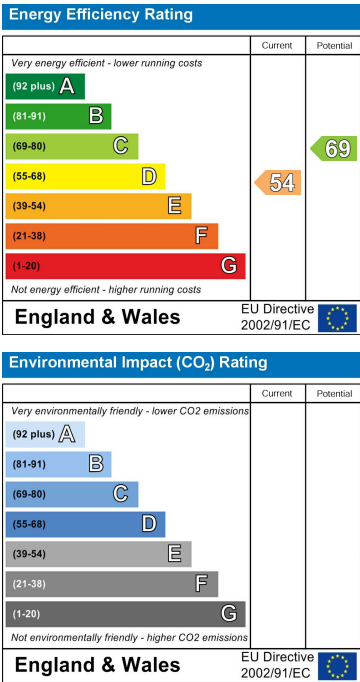 Energy Efficiency Rating
Current Potential
Very energy efficient - lower running costs
(92 plus) A
(81-91) B
(69-80) C
69
(55-68) D
54
(39-54) E
(21-38) F
(1-20) G
Not energy efficient - higher running costs
England & Wales
EU Directive
2002/91/EC
Environmental Impact (CO₂) Rating
Current Potential
Very environmentally friendly - lower CO2 emissions
(92 plus) A
(81-91) B
(69-80) C
(55-68) D
(39-54) E
(21-38) F
(1-20) G
Not environmentally friendly - higher CO2 emissions
England & Wales
EU Directive
2002/91/EC